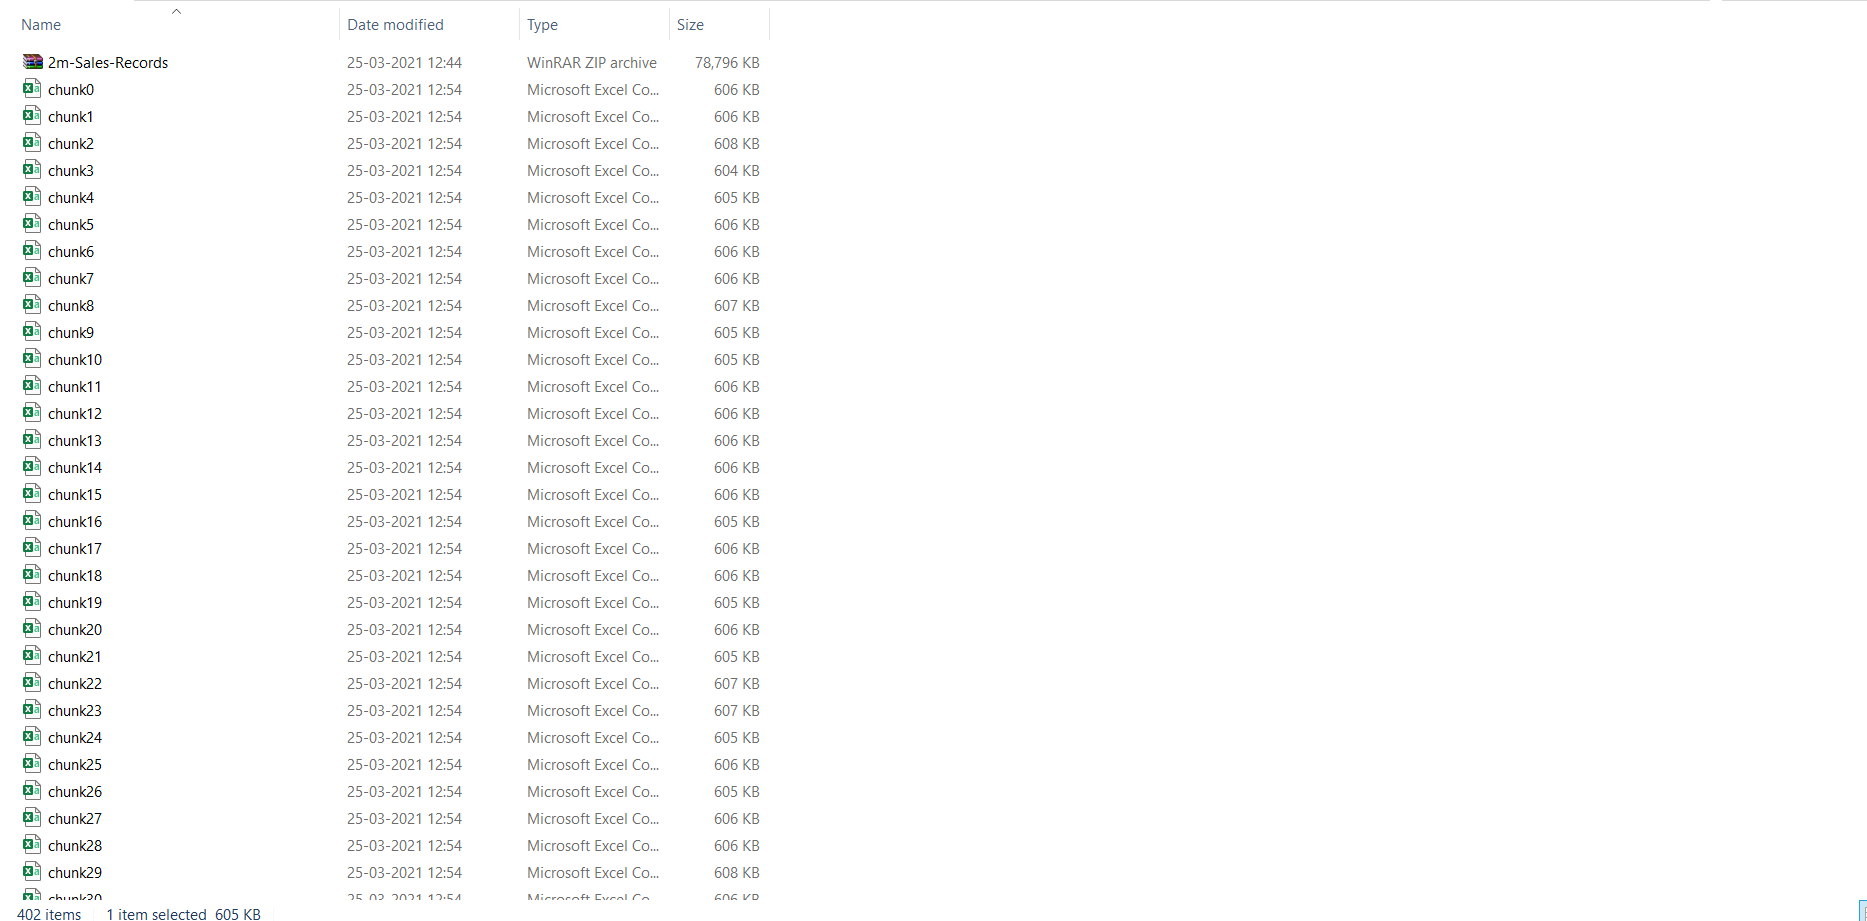 Name Date modified Type Size
2m-Sales-Records 25-03-2021 12:44 WinRAR ZIP archive 78,796 KB
chunk0 25-03-2021 12:54 Microsoft Excel Co... 606 KB
chunk1 25-03-2021 12:54 Microsoft Excel Co... 606 KB
chunk2 25-03-2021 12:54 Microsoft Excel Co... 608 KB
chunk3 25-03-2021 12:54 Microsoft Excel Co... 604 KB
chunk4 25-03-2021 12:54 Microsoft Excel Co... 605 KB
chunk5 25-03-2021 12:54 Microsoft Excel Co... 606 KB
chunk6 25-03-2021 12:54 Microsoft Excel Co... 606 KB
chunk7 25-03-2021 12:54 Microsoft Excel Co... 606 KB
chunk8 25-03-2021 12:54 Microsoft Excel Co... 607 KB
chunk9 25-03-2021 12:54 Microsoft Excel Co... 605 KB
chunk10 25-03-2021 12:54 Microsoft Excel Co... 605 KB
chunk11 25-03-2021 12:54 Microsoft Excel Co... 606 KB
chunk12 25-03-2021 12:54 Microsoft Excel Co... 606 KB
chunk13 25-03-2021 12:54 Microsoft Excel Co... 606 KB
chunk14 25-03-2021 12:54 Microsoft Excel Co... 606 KB
chunk15 25-03-2021 12:54 Microsoft Excel Co... 606 KB
chunk16 25-03-2021 12:54 Microsoft Excel Co... 605 KB
chunk17 25-03-2021 12:54 Microsoft Excel Co... 606 KB
chunk18 25-03-2021 12:54 Microsoft Excel Co... 606 KB
chunk19 25-03-2021 12:54 Microsoft Excel Co... 605 KB
chunk20 25-03-2021 12:54 Microsoft Excel Co... 606 KB
chunk21 25-03-2021 12:54 Microsoft Excel Co... 605 KB
chunk22 25-03-2021 12:54 Microsoft Excel Co... 607 KB
chunk23 25-03-2021 12:54 Microsoft Excel Co... 607 KB
chunk24 25-03-2021 12:54 Microsoft Excel Co... 605 KB
chunk25 25-03-2021 12:54 Microsoft Excel Co... 606 KB
chunk26 25-03-2021 12:54 Microsoft Excel Co... 605 KB
chunk27 25-03-2021 12:54 Microsoft Excel Co... 606 KB
chunk28 25-03-2021 12:54 Microsoft Excel Co... 606 KB
chunk29 25-03-2021 12:54 Microsoft Excel Co... 608 KB
chunk30 25-03-2021 12:54 Microsoft Excel Co... 606 KB
402 items 1 item selected 605 KB